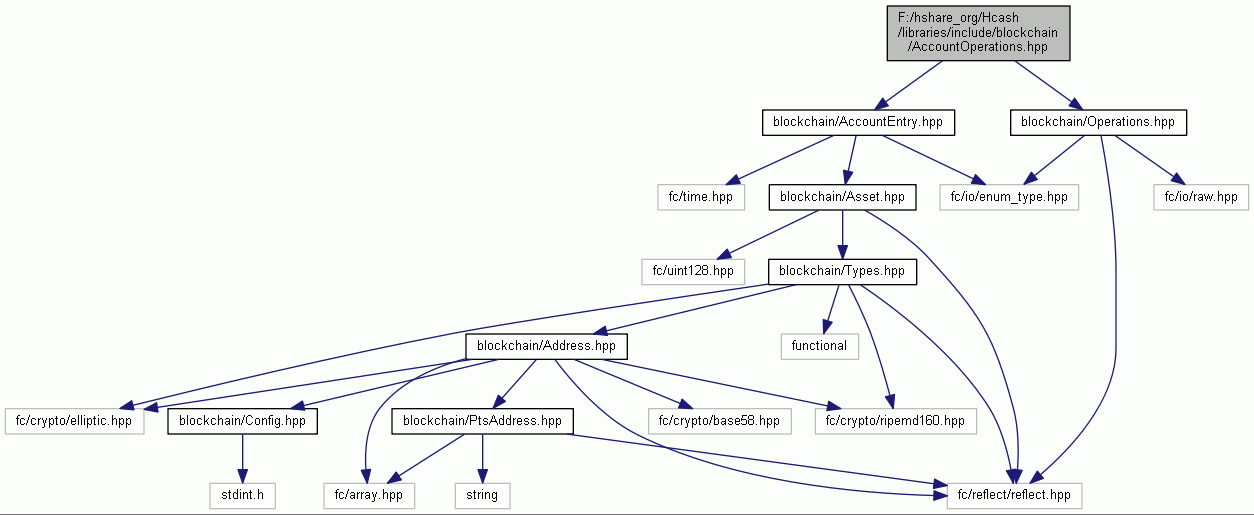 F:/hshare_org/Hcash
/libraries/include/blockchain
/AccountOperations.hpp
blockchain/AccountEntry.hpp
blockchain/Operations.hpp
fc/time.hpp
blockchain/Asset.hpp
fc/io/enum_type.hpp
fc/io/raw.hpp
fc/uint128.hpp
blockchain/Types.hpp
blockchain/Address.hpp
functional
fc/crypto/elliptic.hpp
blockchain/Config.hpp
blockchain/PtsAddress.hpp
fc/crypto/base58.hpp
fc/crypto/ripemd160.hpp
stdint.h
fc/array.hpp
string
fc/reflect/reflect.hpp